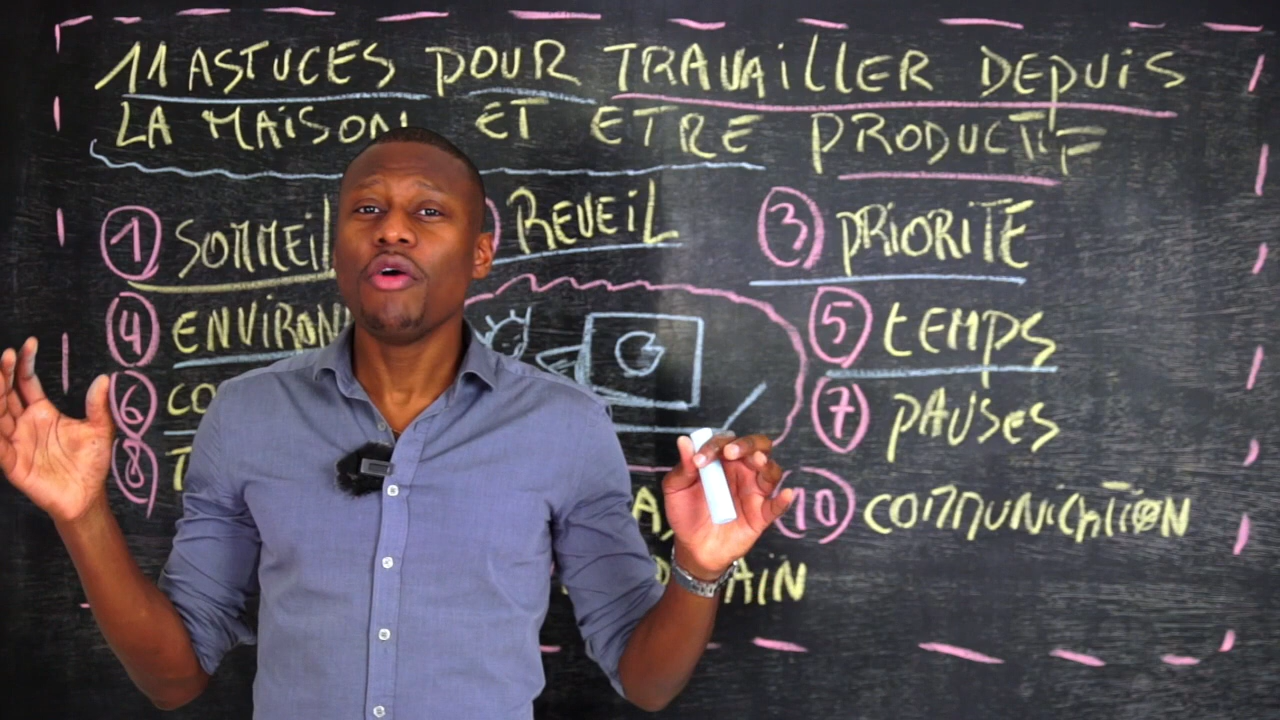 11 ASTUCES POUR TRAVAILLER DEPUIS
LA MAISON ET ETRE PRODUCTIF
1 SOMMEIL REVEIL 3 PRIORITE
4 5 TEMPS
6 7 PAUSES
8
10 COMMUNICATION